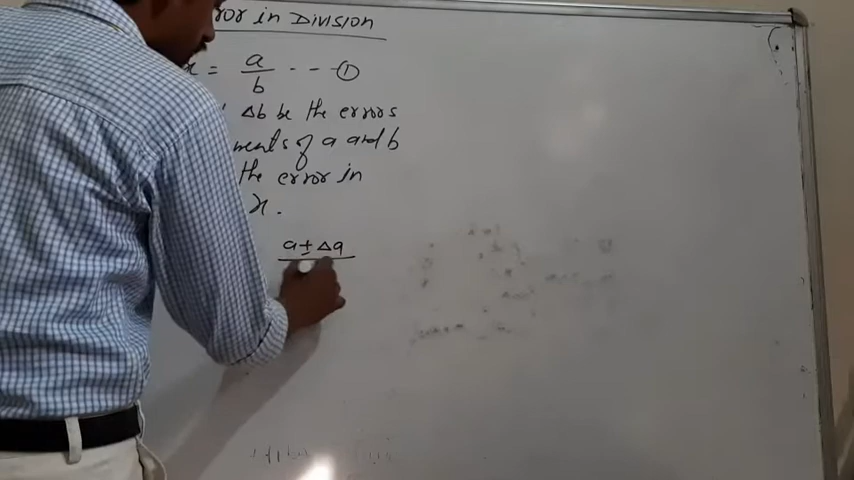 ror in Division
x = a/b --- ①
Δb be the errors
ments of a and b
the error in
x.
a ± Δa